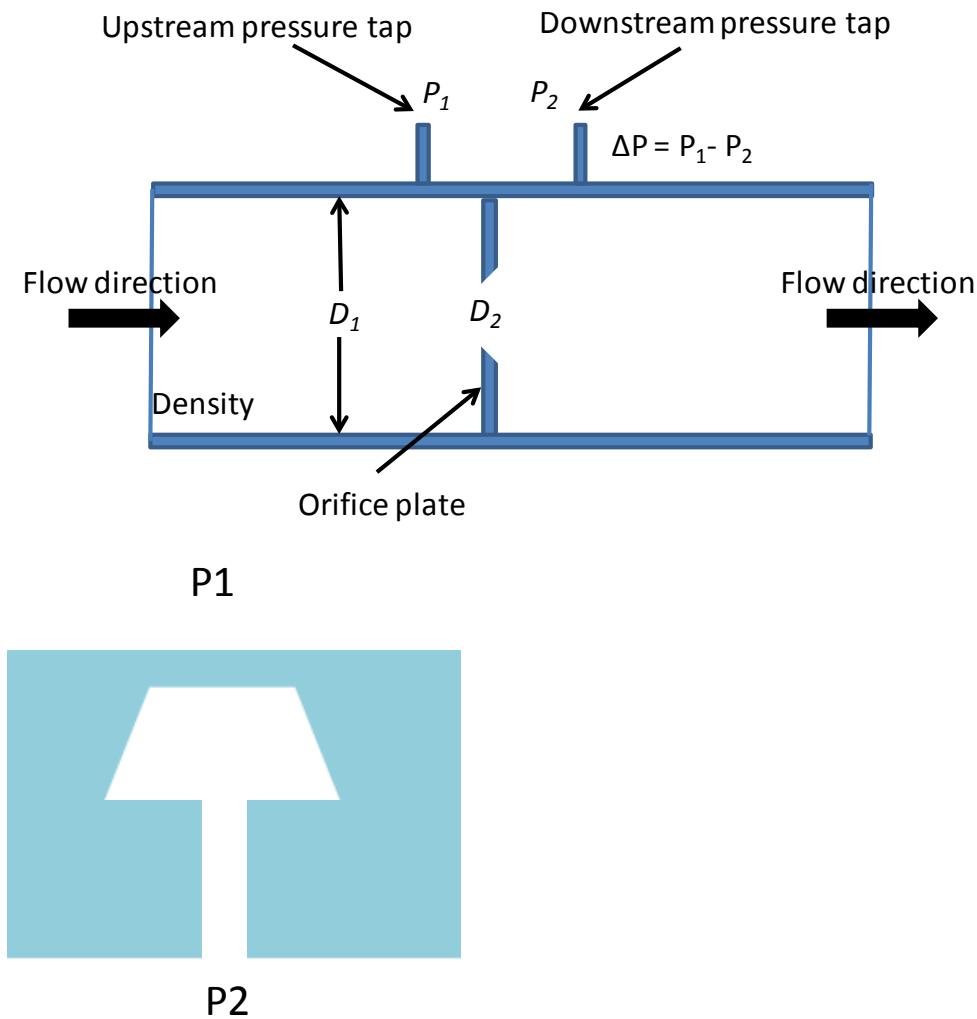 Upstream pressure tap
Downstream pressure tap
P₁
P₂
ΔP = P₁- P₂
Flow direction
Flow direction
D₁
D₂
Density
Orifice plate
P1
P2